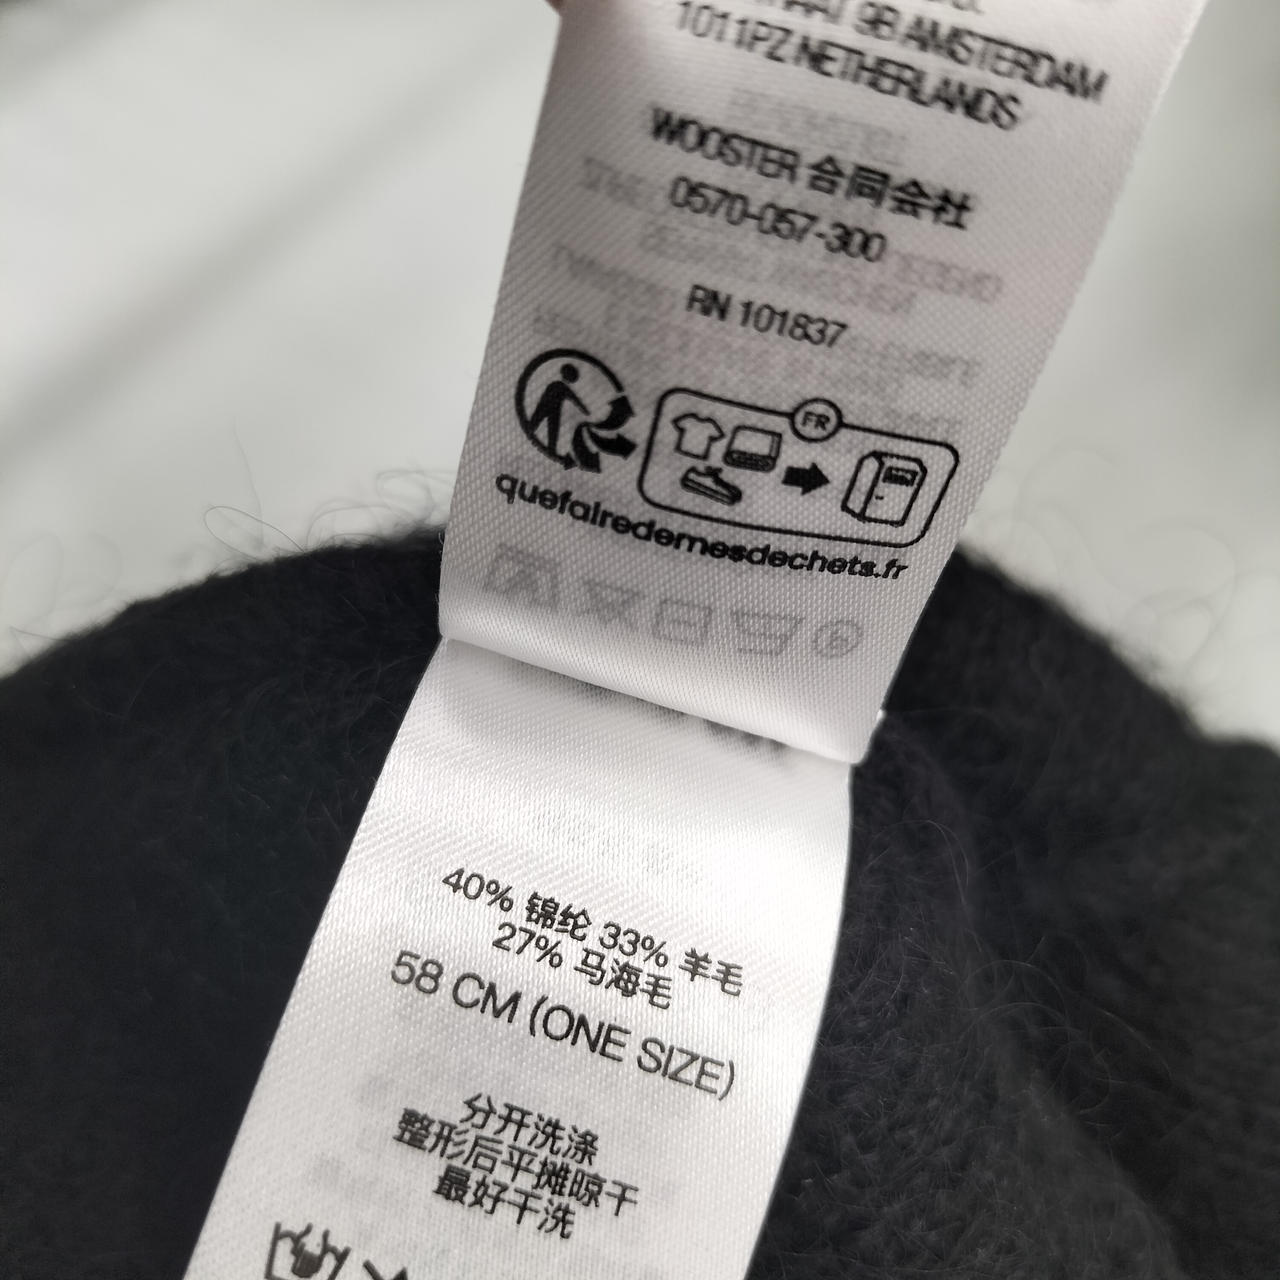 9B AMSTERDAM
1011PZ NETHERLANDS
WOOSTER 合同会社
0570-057-300
RN 101837
FR
quefairedemesdechets.fr
40% 锦纶 33% 羊毛
27% 马海毛
58 CM (ONE SIZE)
分开洗涤
整形后平摊晾干
最好干洗